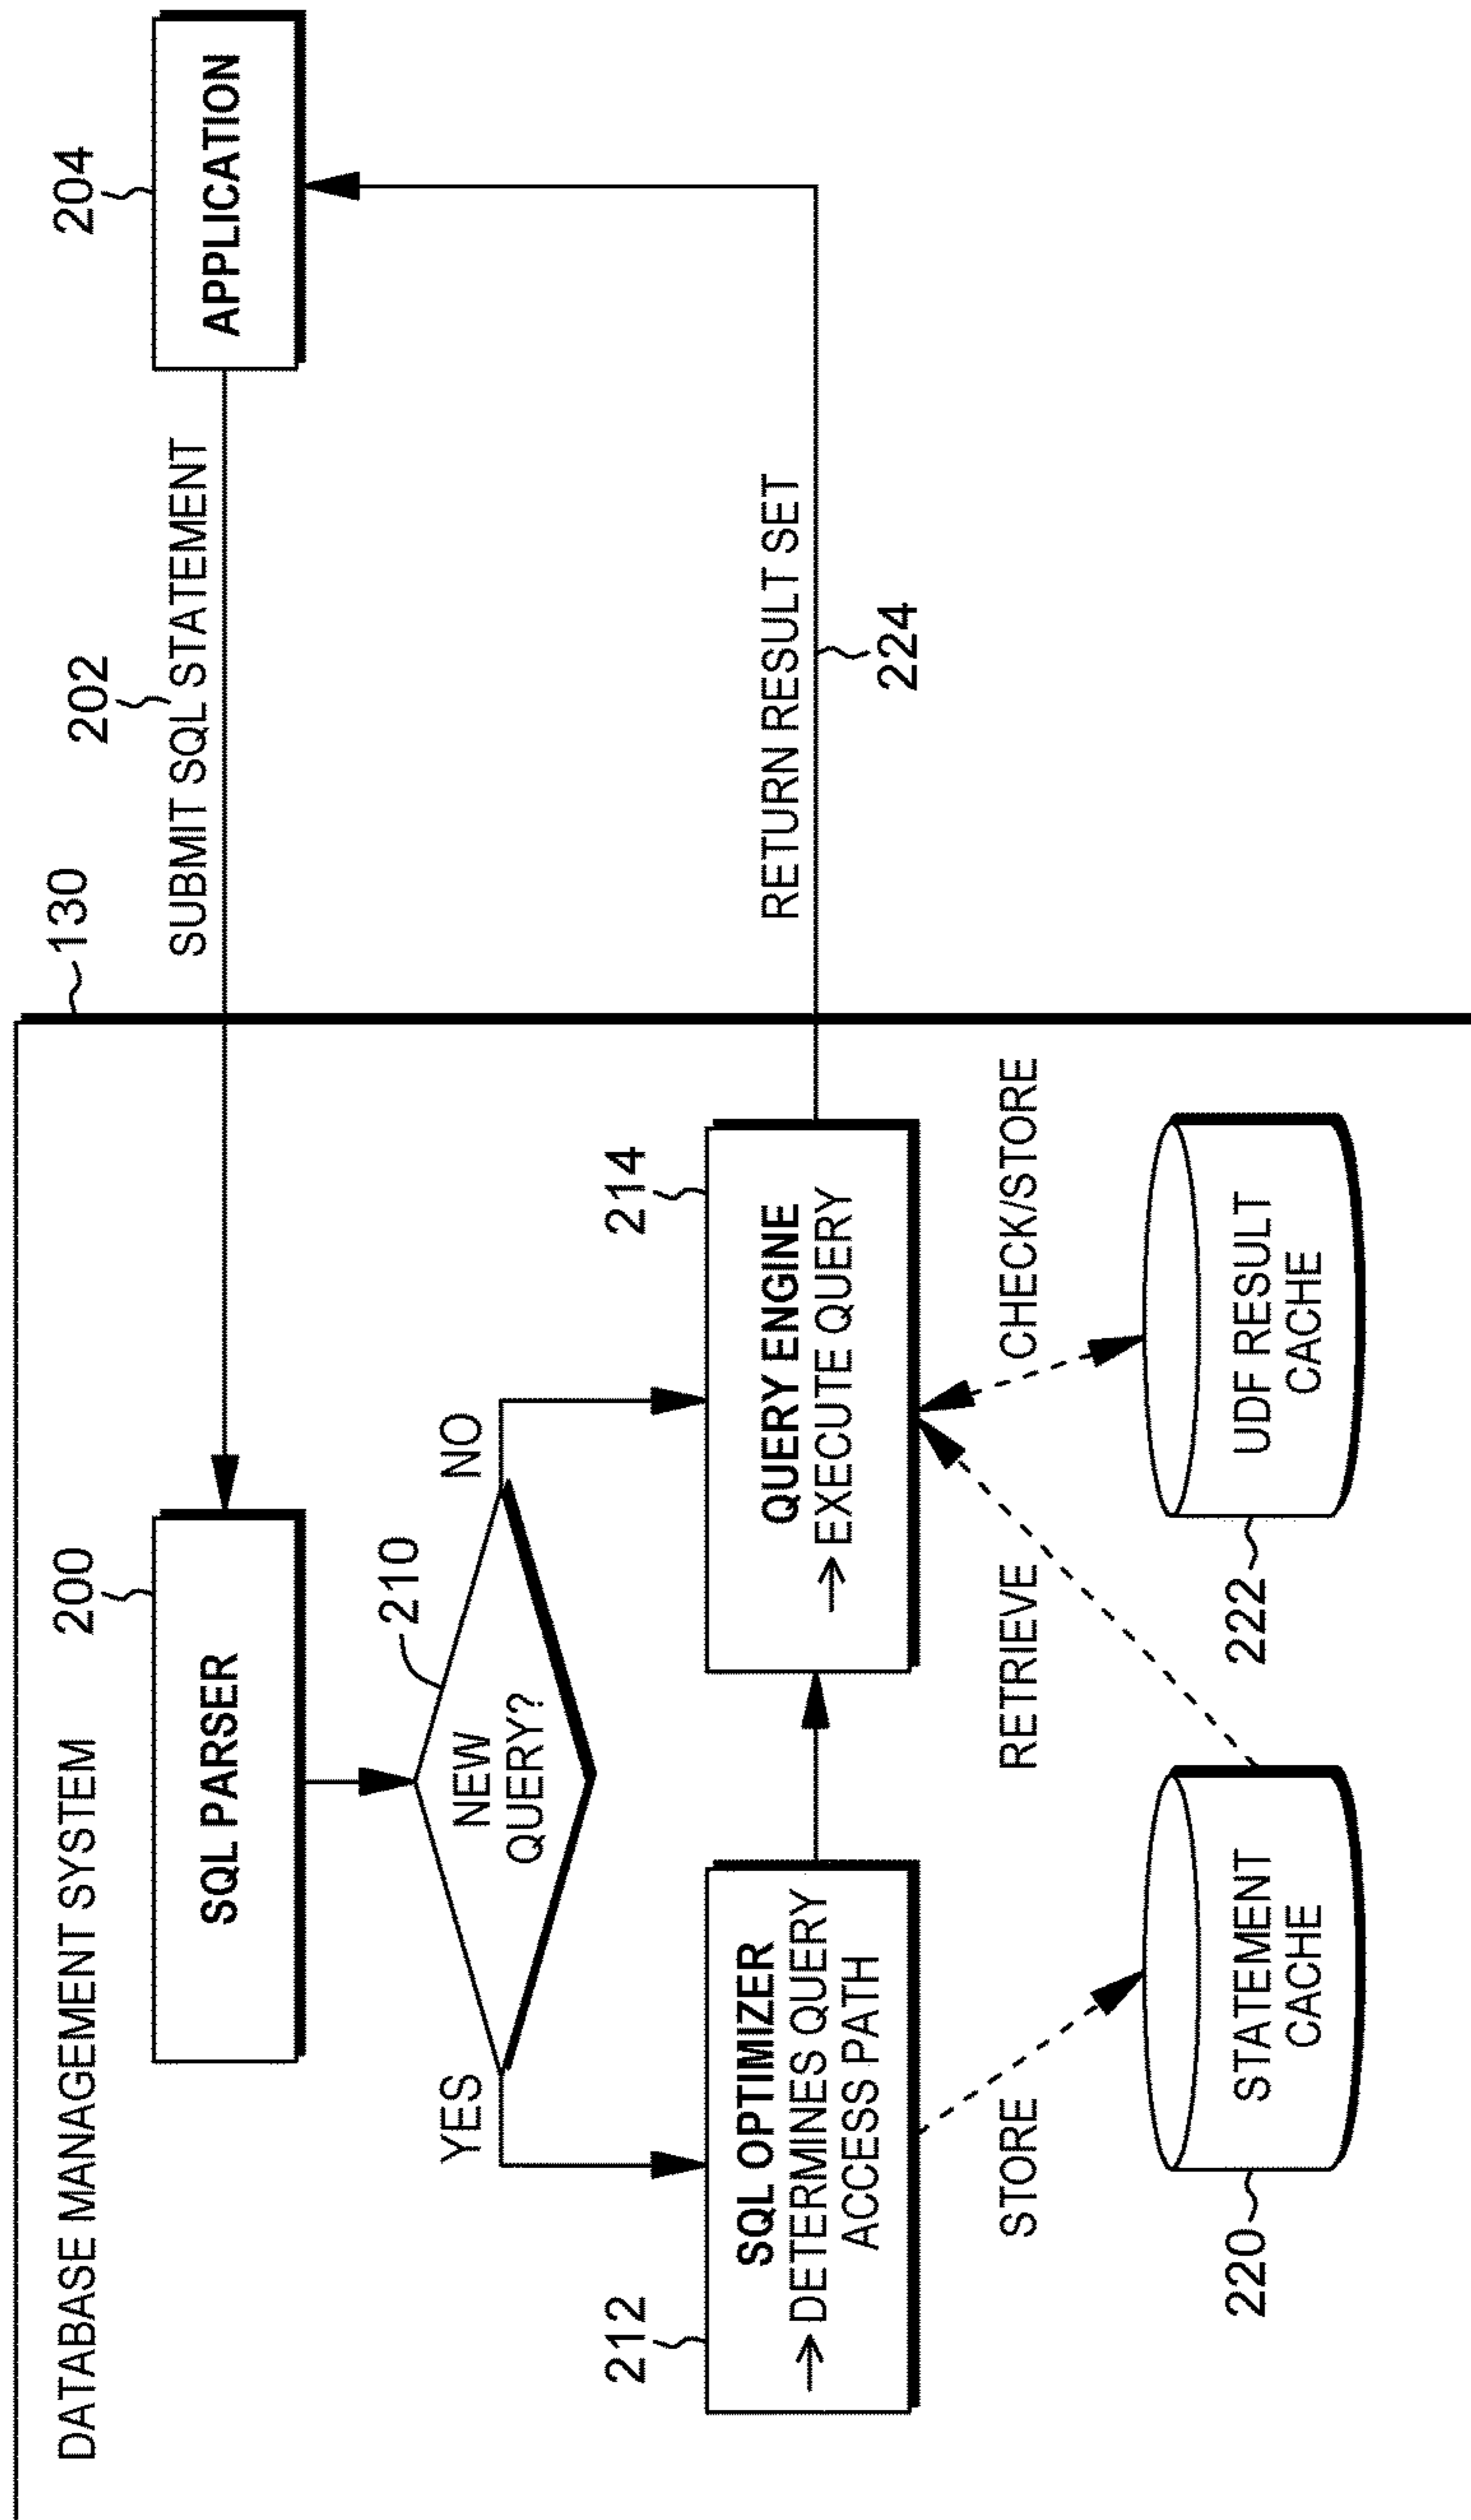 DATABASE MANAGEMENT SYSTEM
130
200
SQL PARSER
202
SUBMIT SQL STATEMENT
204
APPLICATION
210
NEW
QUERY?
YES
NO
212
SQL OPTIMIZER
→ DETERMINES QUERY
ACCESS PATH
214
QUERY ENGINE
→ EXECUTE QUERY
RETURN RESULT SET
224
STORE
RETRIEVE
CHECK/STORE
220
STATEMENT
CACHE
222
UDF RESULT
CACHE